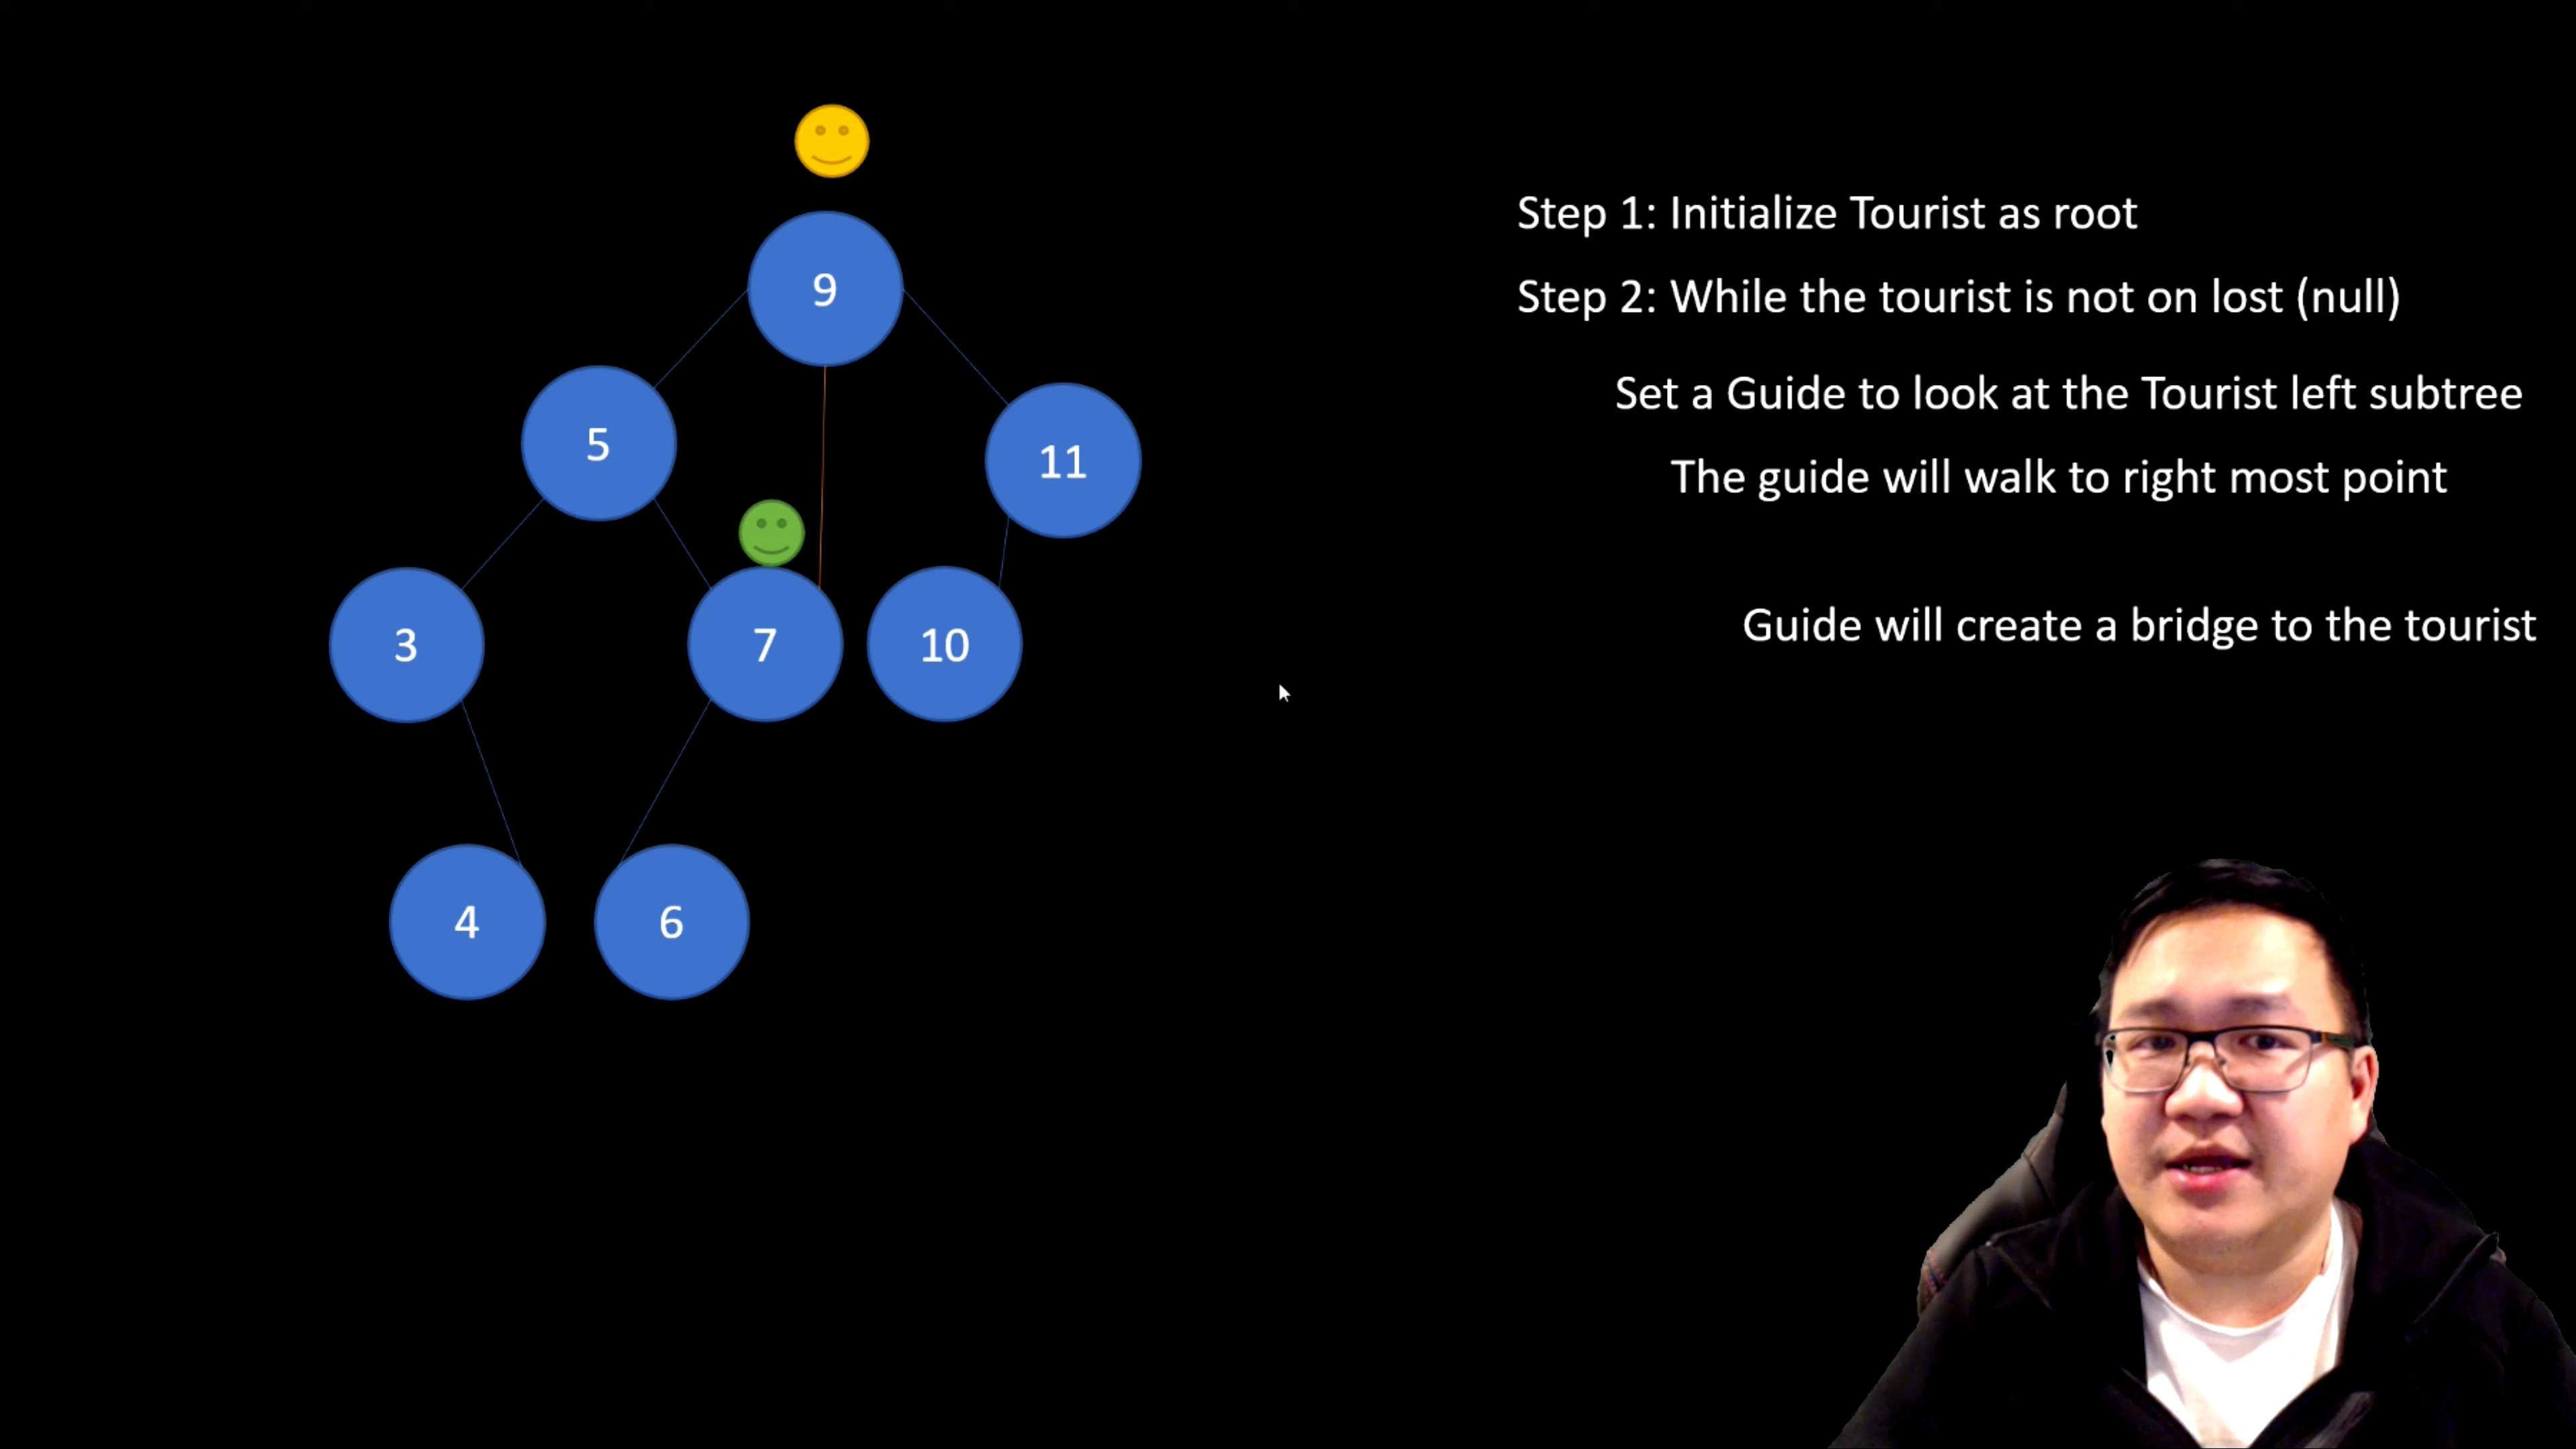 9
5
11
3
7
10
4
6
Step 1: Initialize Tourist as root
Step 2: While the tourist is not on lost (null)
Set a Guide to look at the Tourist left subtree
The guide will walk to right most point
Guide will create a bridge to the tourist